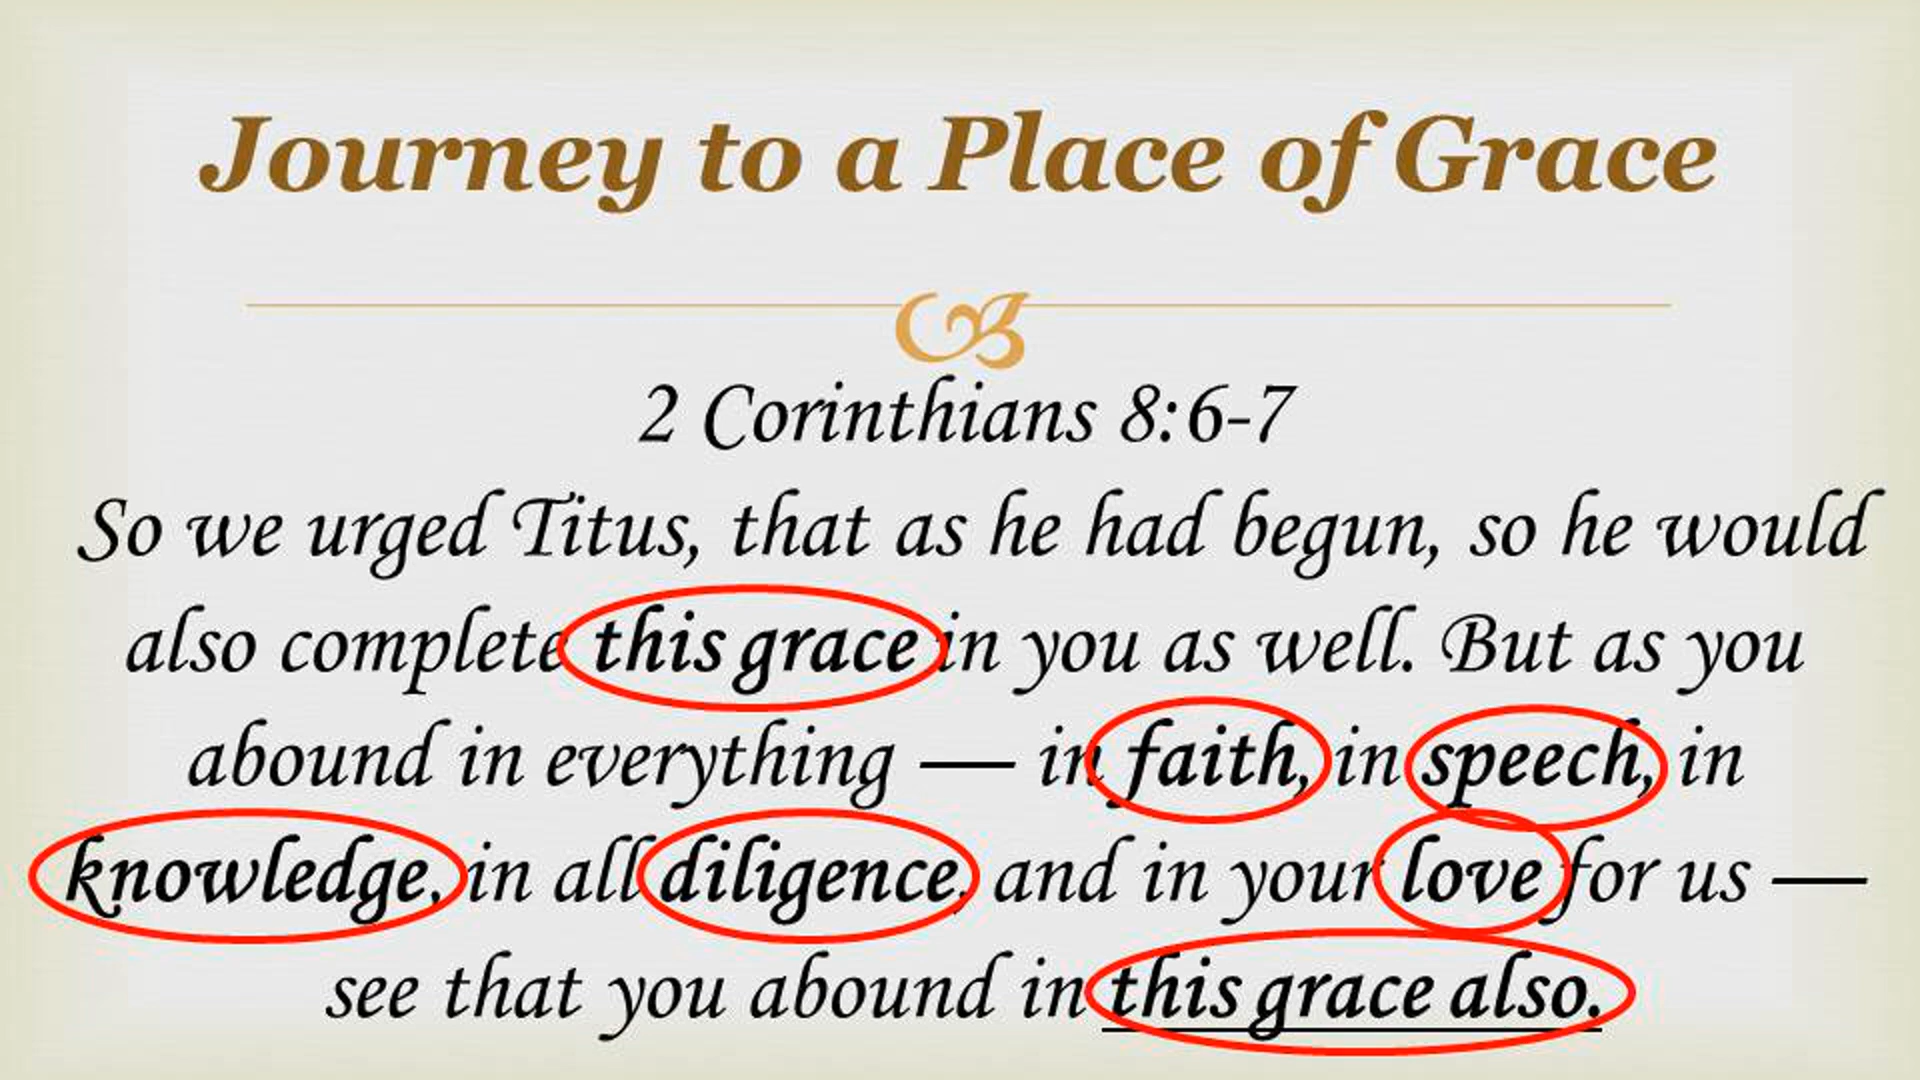 Journey to a Place of Grace
2 Corinthians 8:6-7
So we urged Titus, that as he had begun, so he would
also complete this grace in you as well. But as you
abound in everything — in faith, in speech, in
knowledge, in all diligence, and in your love for us —
see that you abound in this grace also.